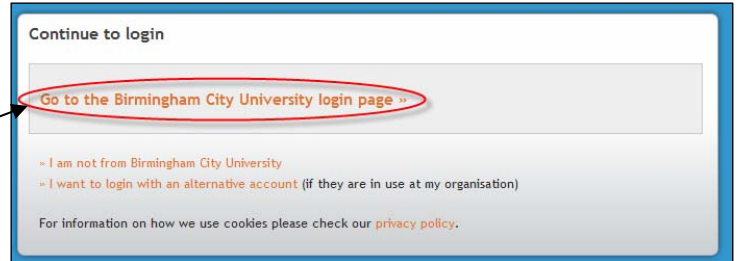 Continue to login
Go to the Birmingham City University login page »
» I am not from Birmingham City University
» I want to login with an alternative account (if they are in use at my organisation)
For information on how we use cookies please check our privacy policy.